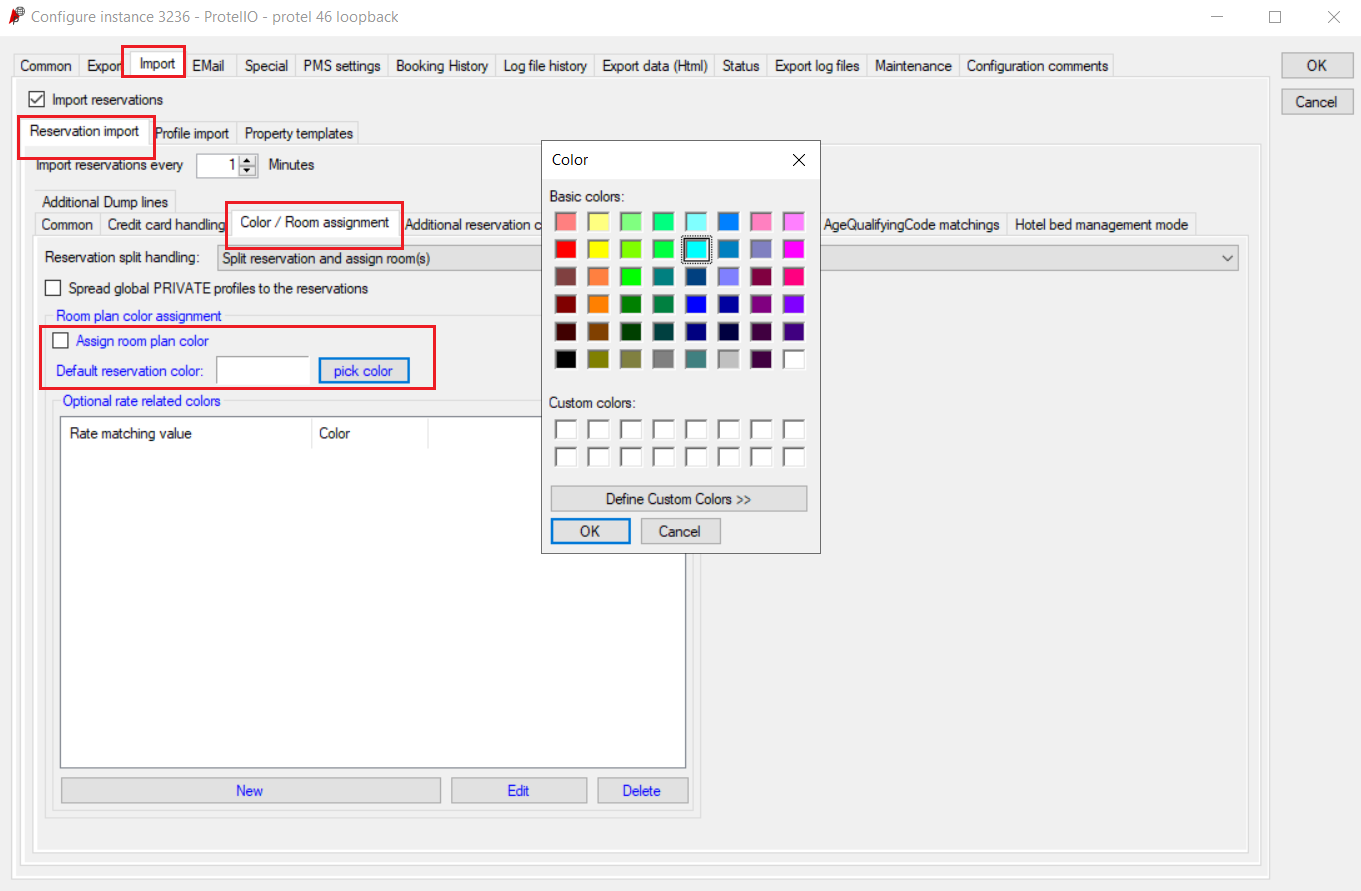 Configure instance 3236 - ProtelIO - protel 46 loopback
Common Export Import EMail Special PMS settings Booking History Log file history Export data (Html) Status Export log files Maintenance Configuration comments
OK
Cancel
Import reservations
Reservation import Profile import Property templates
Import reservations every 1 Minutes
Additional Dump lines
Common Credit card handling Color / Room assignment Additional reservation c AgeQualifyingCode matchings Hotel bed management mode
Reservation split handling: Split reservation and assign room(s)
Spread global PRIVATE profiles to the reservations
Room plan color assignment
Assign room plan color
Default reservation color: pick color
Optional rate related colors
Rate matching value Color
New Edit Delete
Color
Basic colors:
Custom colors:
Define Custom Colors >>
OK Cancel